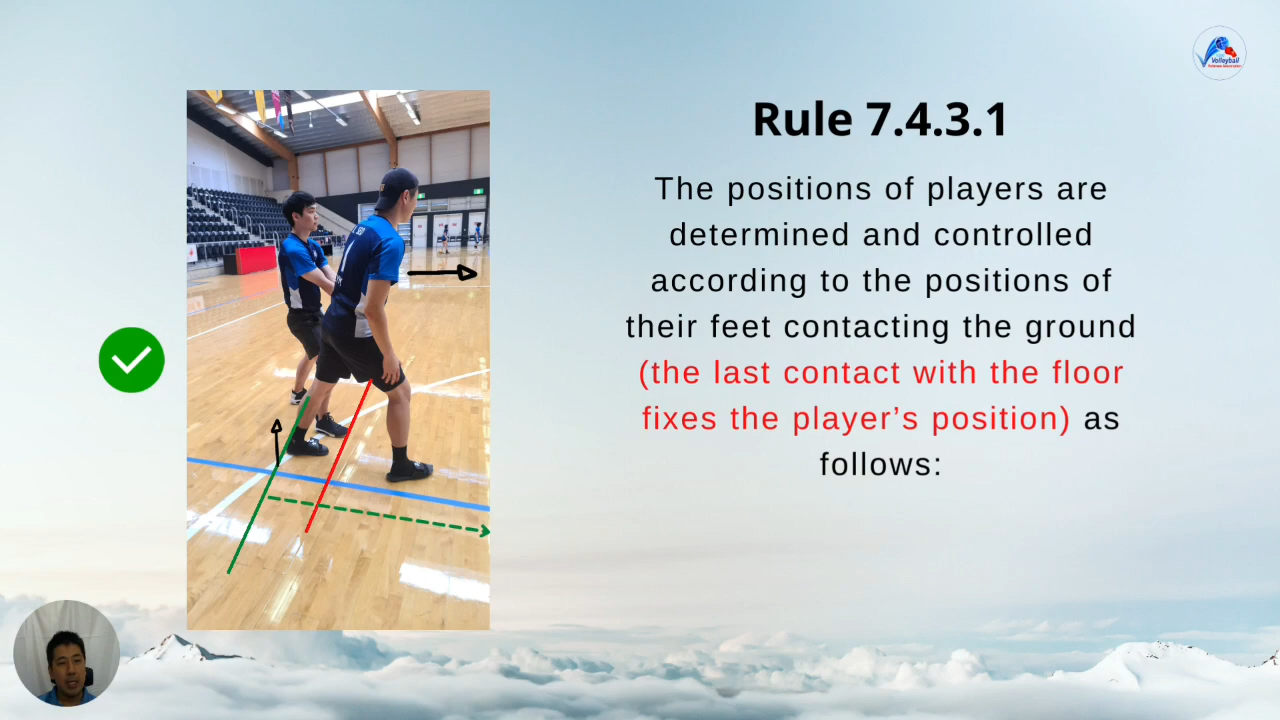 Volleyball
Rule 7.4.3.1
The positions of players are
determined and controlled
according to the positions of
their feet contacting the ground
(the last contact with the floor
fixes the player’s position) as
follows: